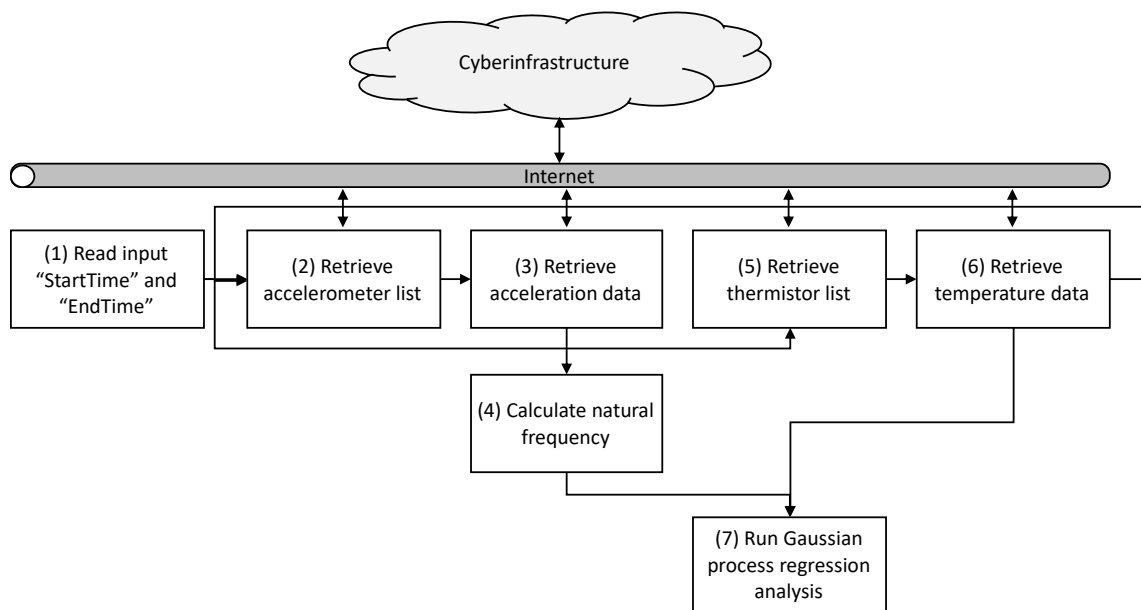 Cyberinfrastructure
Internet
(1) Read input
“StartTime” and
“EndTime”
(2) Retrieve
accelerometer list
(3) Retrieve
acceleration data
(5) Retrieve
thermistor list
(6) Retrieve
temperature data
(4) Calculate natural
frequency
(7) Run Gaussian
process regression
analysis